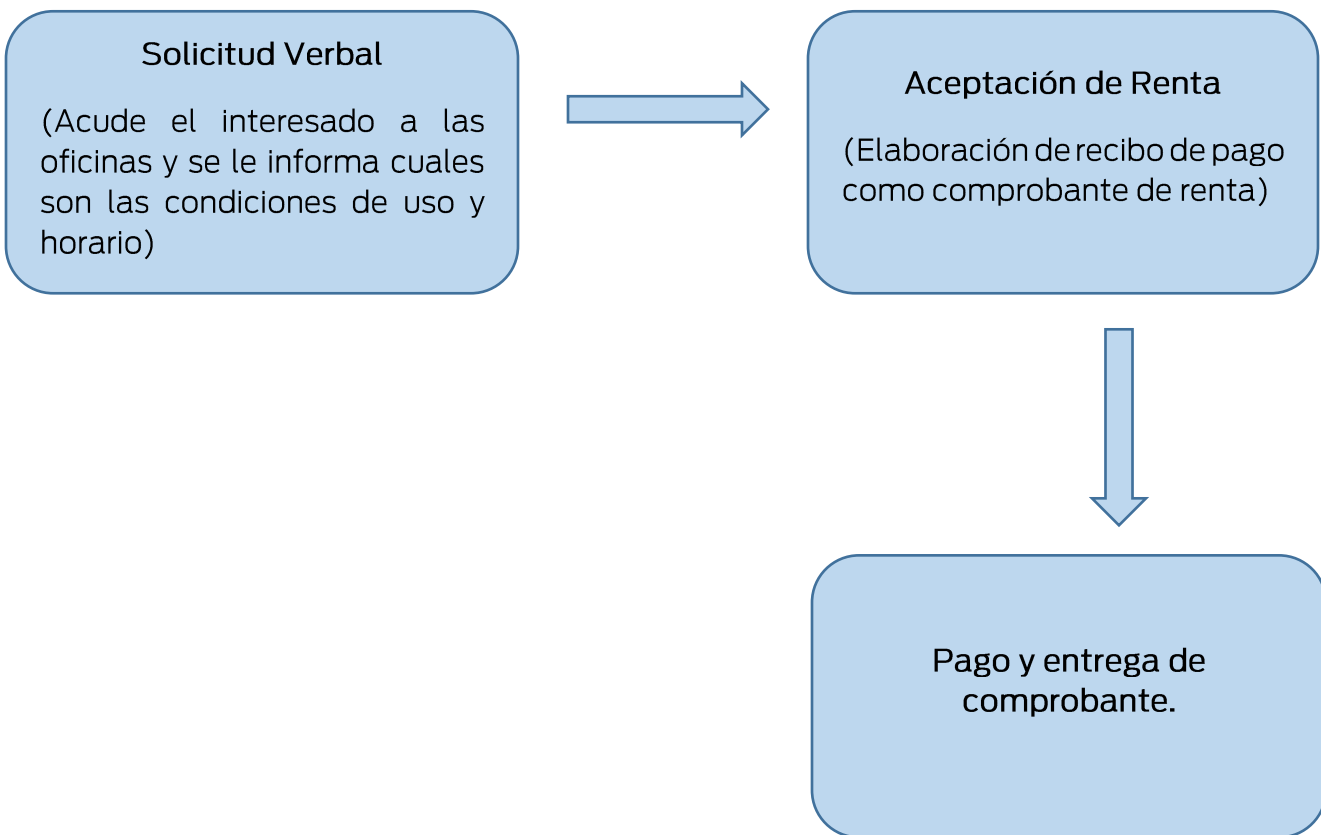 Solicitud Verbal
(Acude el interesado a las
oficinas y se le informa cuales
son las condiciones de uso y
horario)
Aceptación de Renta
(Elaboración de recibo de pago
como comprobante de renta)
Pago y entrega de
comprobante.